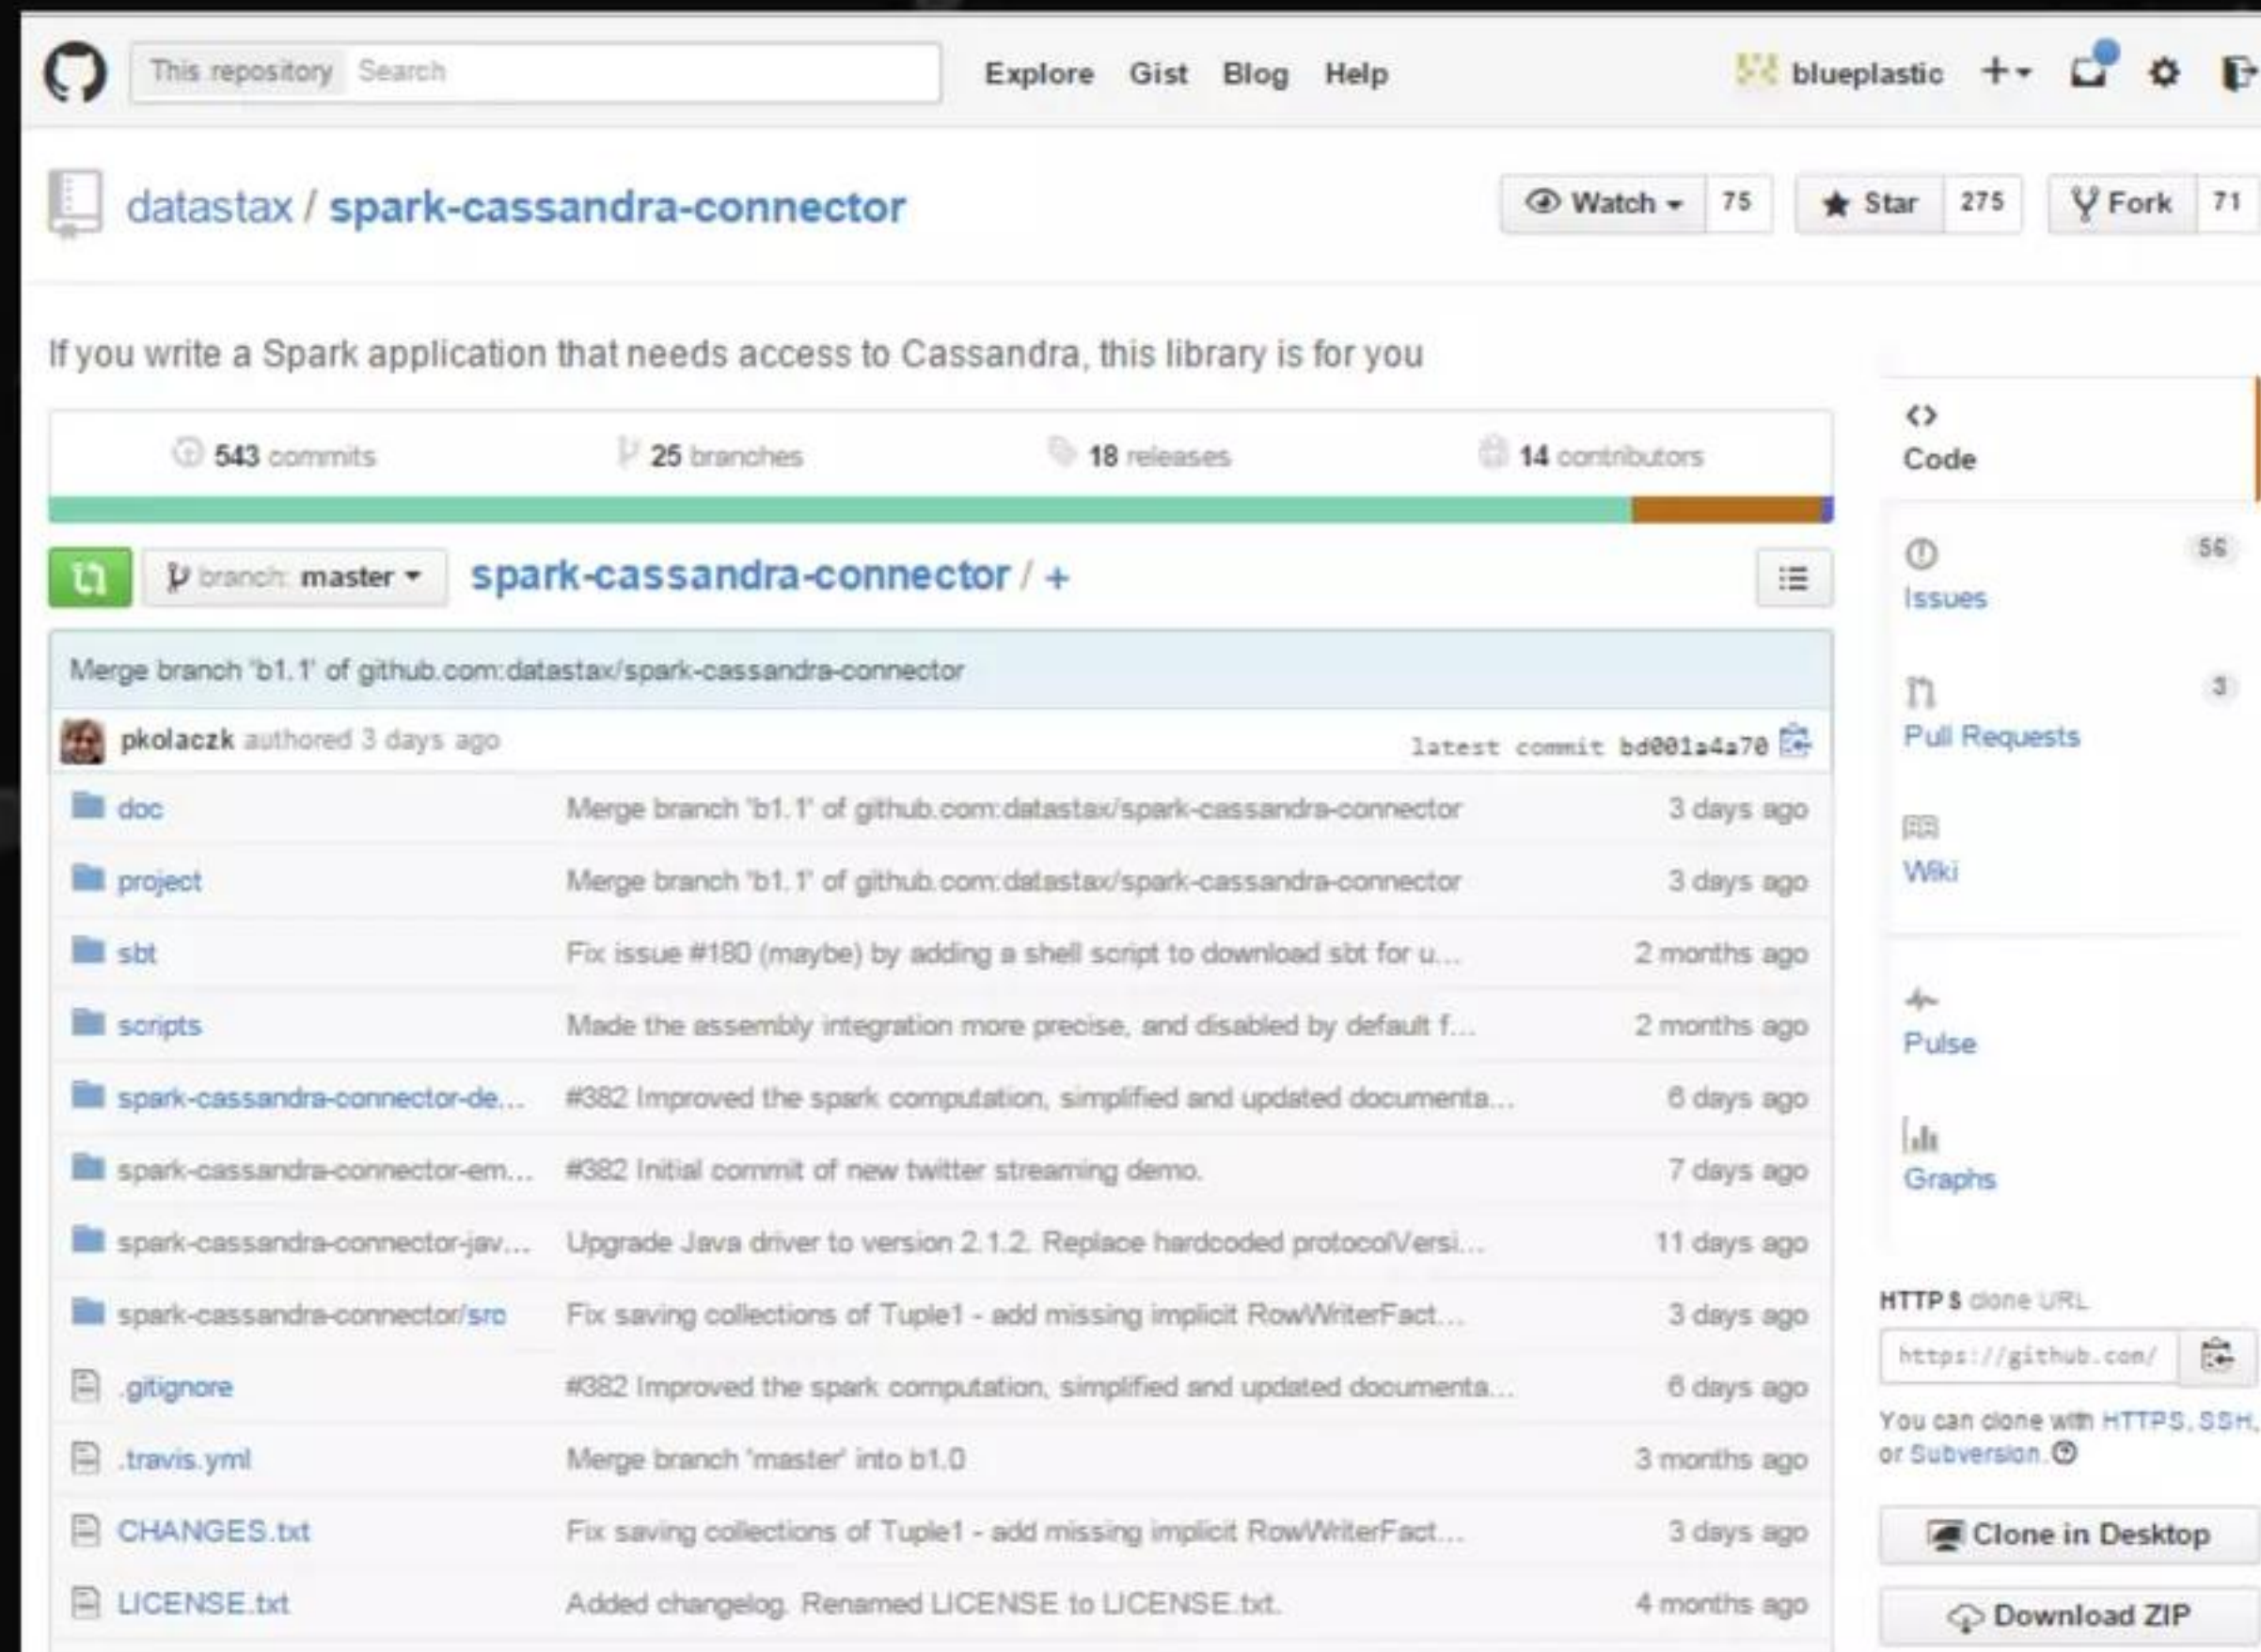 This repository Search Explore Gist Blog Help blueplastic
datastax / spark-cassandra-connector Watch 75 Star 275 Fork 71
If you write a Spark application that needs access to Cassandra, this library is for you
543 commits 25 branches 18 releases 14 contributors
branch: master spark-cassandra-connector / +
Merge branch 'b1.1' of github.com:datastax/spark-cassandra-connector
pkolaczk authored 3 days ago latest commit bd001a4a70
doc Merge branch 'b1.1' of github.com:datastax/spark-cassandra-connector 3 days ago
project Merge branch 'b1.1' of github.com:datastax/spark-cassandra-connector 3 days ago
sbt Fix issue #180 (maybe) by adding a shell script to download sbt for u... 2 months ago
scripts Made the assembly integration more precise, and disabled by default f... 2 months ago
spark-cassandra-connector-de... #382 Improved the spark computation, simplified and updated documenta... 6 days ago
spark-cassandra-connector-em... #382 Initial commit of new twitter streaming demo. 7 days ago
spark-cassandra-connector-jav... Upgrade Java driver to version 2.1.2. Replace hardcoded protocolVersi... 11 days ago
spark-cassandra-connector/src Fix saving collections of Tuple1 - add missing implicit RowWriterFact... 3 days ago
.gitignore #382 Improved the spark computation, simplified and updated documenta... 6 days ago
.travis.yml Merge branch 'master' into b1.0 3 months ago
CHANGES.txt Fix saving collections of Tuple1 - add missing implicit RowWriterFact... 3 days ago
LICENSE.txt Added changelog. Renamed LICENSE to LICENSE.txt. 4 months ago
Code
Issues 56
Pull Requests 3
Wiki
Pulse
Graphs
HTTPS clone URL
https://github.com/
You can clone with HTTPS, SSH,
or Subversion.
Clone in Desktop
Download ZIP